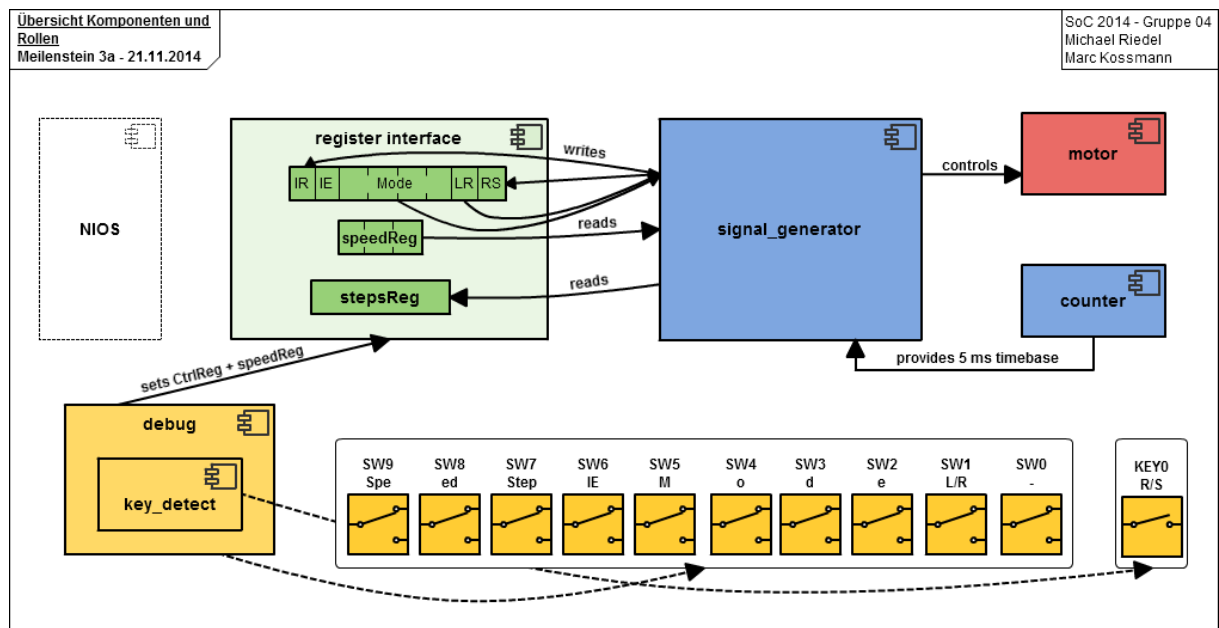 Übersicht Komponenten und
Rollen
Meilenstein 3a - 21.11.2014
SoC 2014 - Gruppe 04
Michael Riedel
Marc Kossmann
NIOS
register interface
IR IE Mode LR RS
speedReg
stepsReg
writes
reads
reads
signal_generator
controls
motor
counter
provides 5 ms timebase
sets CtrlReg + speedReg
debug
key_detect
SW9 SW8 SW7 SW6 SW5 SW4 SW3 SW2 SW1 SW0
Spe ed Step IE M o d e L/R -
KEY0
R/S